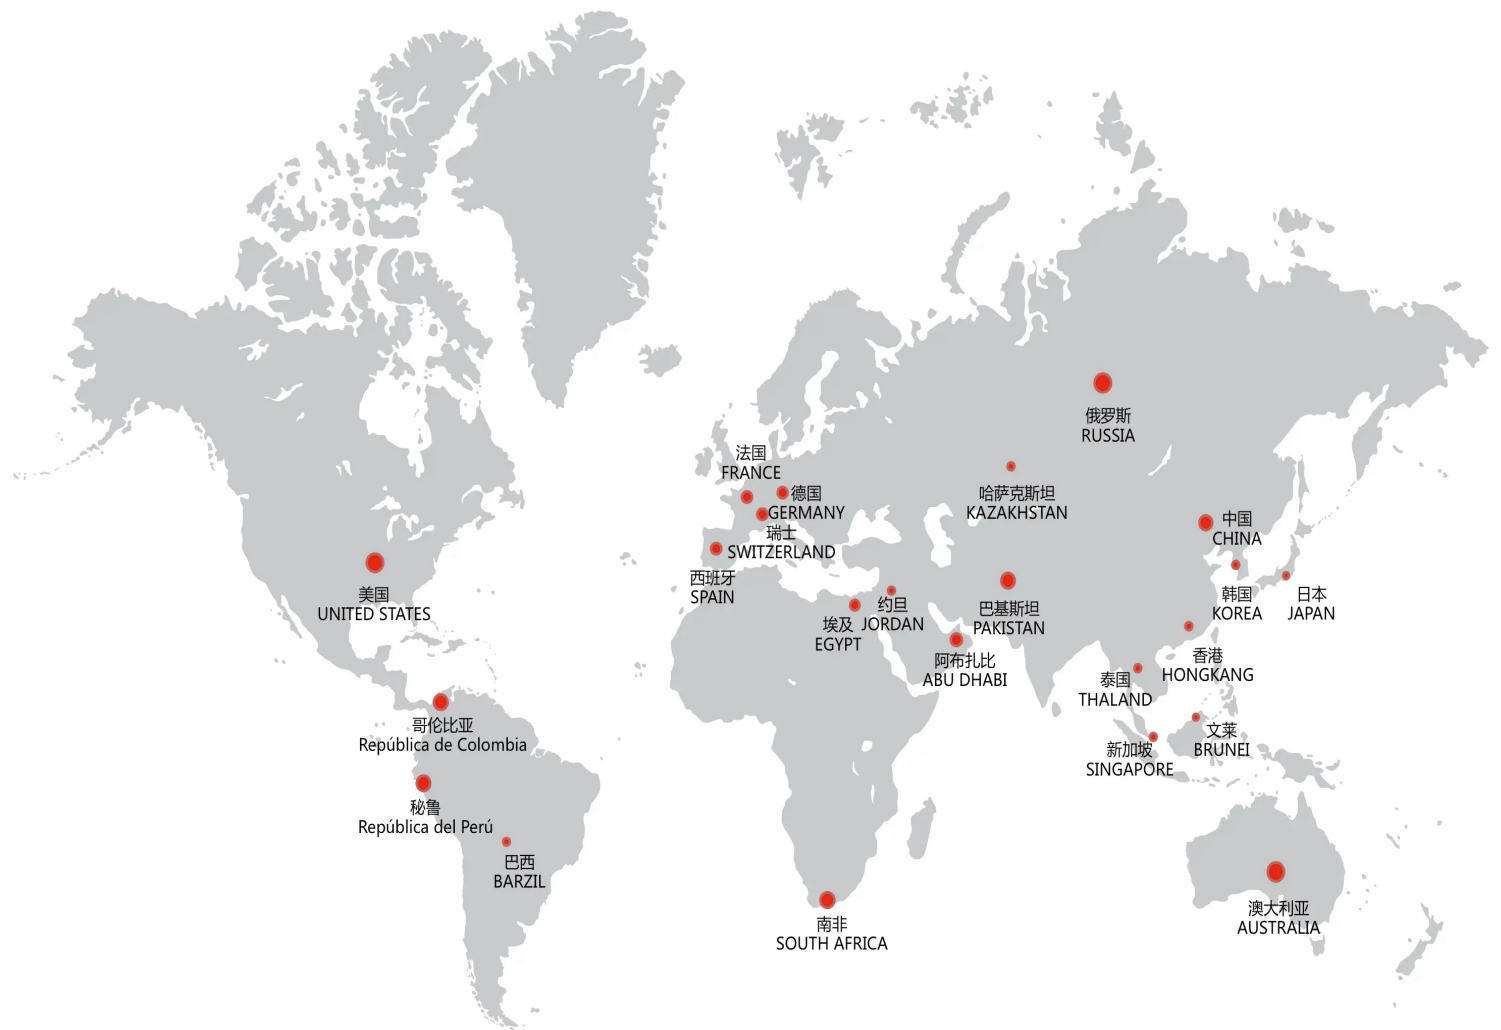 俄罗斯
RUSSIA
法国
FRANCE
德国
GERMANY
哈萨克斯坦
KAZAKHSTAN
瑞士
SWITZERLAND
中国
CHINA
西班牙
SPAIN
美国
UNITED STATES
约旦
JORDAN
埃及
EGYPT
巴基斯坦
PAKISTAN
韩国
KOREA
日本
JAPAN
阿布扎比
ABU DHABI
香港
HONGKANG
泰国
THALAND
哥伦比亚
República de Colombia
文莱
BRUNEI
新加坡
SINGAPORE
秘鲁
República del Perú
巴西
BARZIL
澳大利亚
AUSTRALIA
南非
SOUTH AFRICA